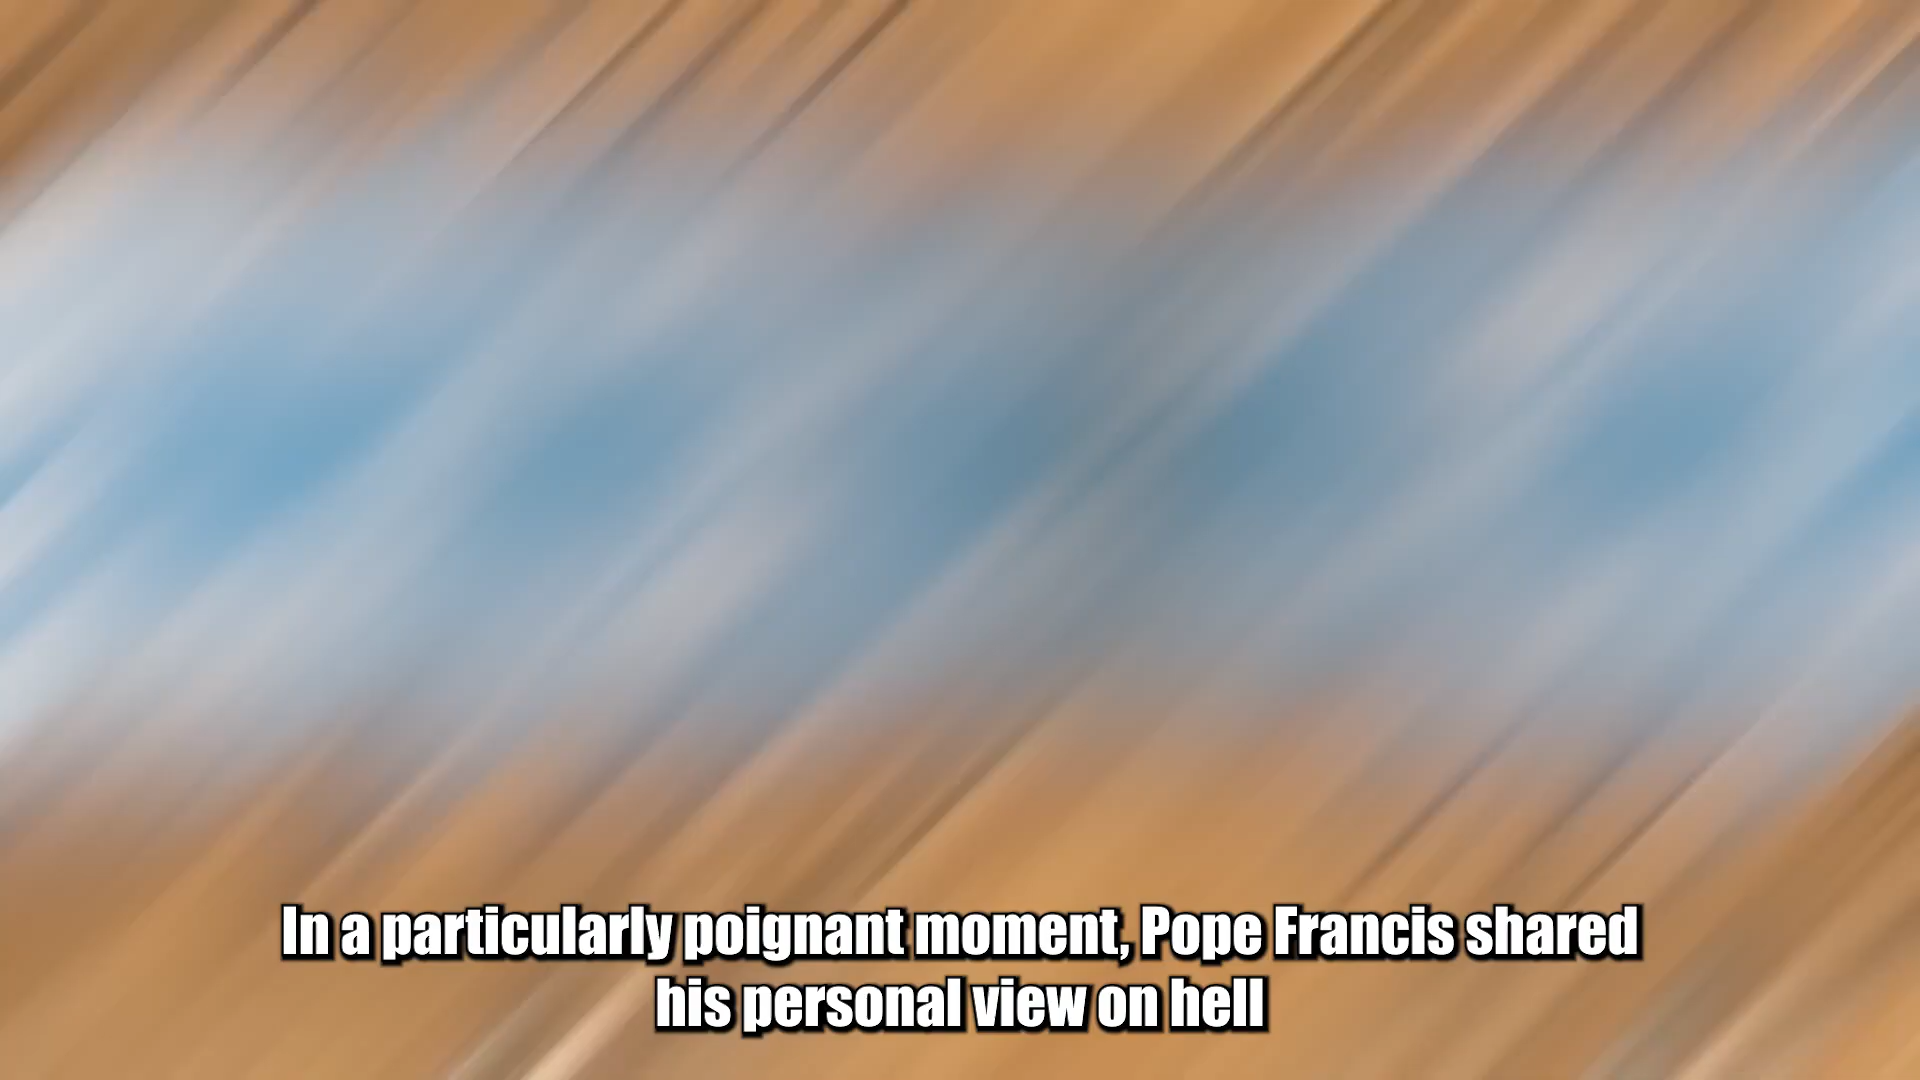 In a particularly poignant moment, Pope Francis shared
his personal view on hell